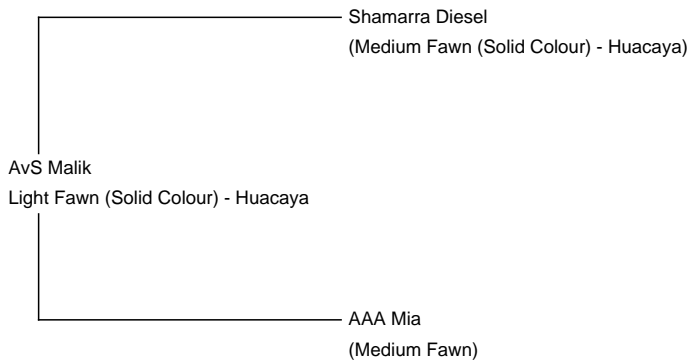 Shamarra Diesel
(Medium Fawn (Solid Colour) - Huacaya)
AvS Malik
Light Fawn (Solid Colour) - Huacaya
AAA Mia
(Medium Fawn)